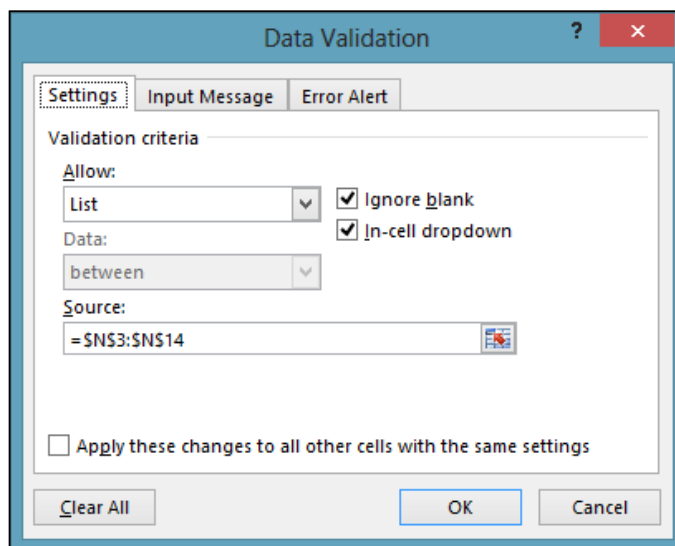 Data Validation
?
Settings Input Message Error Alert
Validation criteria
Allow:
List
Ignore blank
In-cell dropdown
Data:
between
Source:
=$N$3:$N$14
Apply these changes to all other cells with the same settings
Clear All OK Cancel